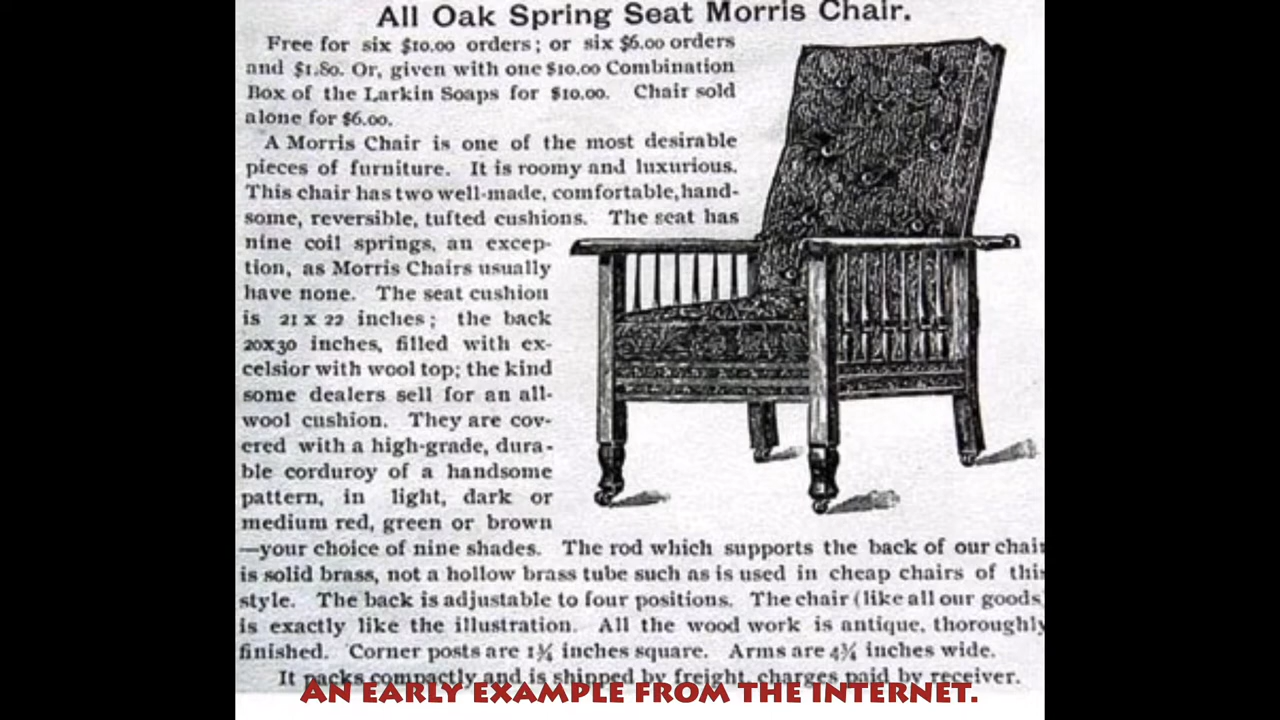 All Oak Spring Seat Morris Chair.
Free for six $10.00 orders; or six $6.00 orders
and $1.80. Or, given with one $10.00 Combination
Box of the Larkin Soaps for $10.00. Chair sold
alone for $6.00.
A Morris Chair is one of the most desirable
pieces of furniture. It is roomy and luxurious.
This chair has two well-made, comfortable, hand-
some, reversible, tufted cushions. The seat has
nine coil springs, an excep-
tion, as Morris Chairs usually
have none. The seat cushion
is 21 x 22 inches; the back
20x30 inches, filled with ex-
celsior with wool top; the kind
some dealers sell for an all-
wool cushion. They are cov-
ered with a high-grade, dura-
ble corduroy of a handsome
pattern, in light, dark or
medium red, green or brown
—your choice of nine shades. The rod which supports the back of our chair
is solid brass, not a hollow brass tube such as is used in cheap chairs of this
style. The back is adjustable to four positions. The chair (like all our goods)
is exactly like the illustration. All the wood work is antique, thoroughly
finished. Corner posts are 1¾ inches square. Arms are 4¾ inches wide.
It packs compactly and is shipped by freight, charges paid by receiver.
AN EARLY EXAMPLE FROM THE INTERNET.